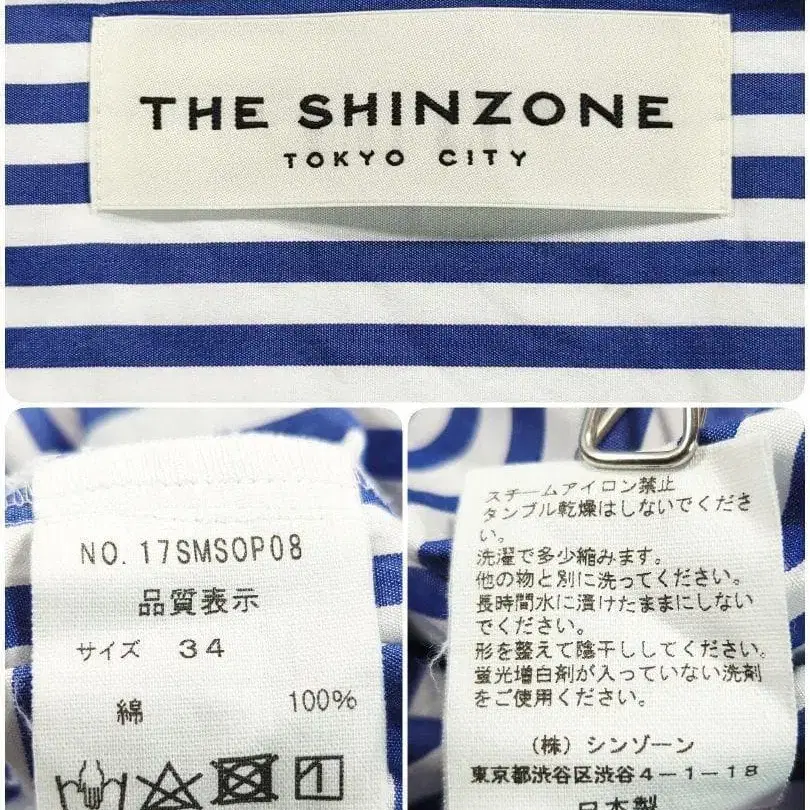 THE SHINZONE
TOKYO CITY
NO. 17SMSOP08
品質表示
サイズ 34
綿 100%
スチームアイロン禁止
タンブル乾燥はしないでくださ
い。
洗濯で多少縮みます。
他の物と別に洗ってください。
長時間水に漬けたままにしない
でください。
形を整えて陰干ししてください。
蛍光増白剤が入っていない洗剤
をご使用ください。
(株) シンゾーン
東京都渋谷区渋谷4-1-18
日本製